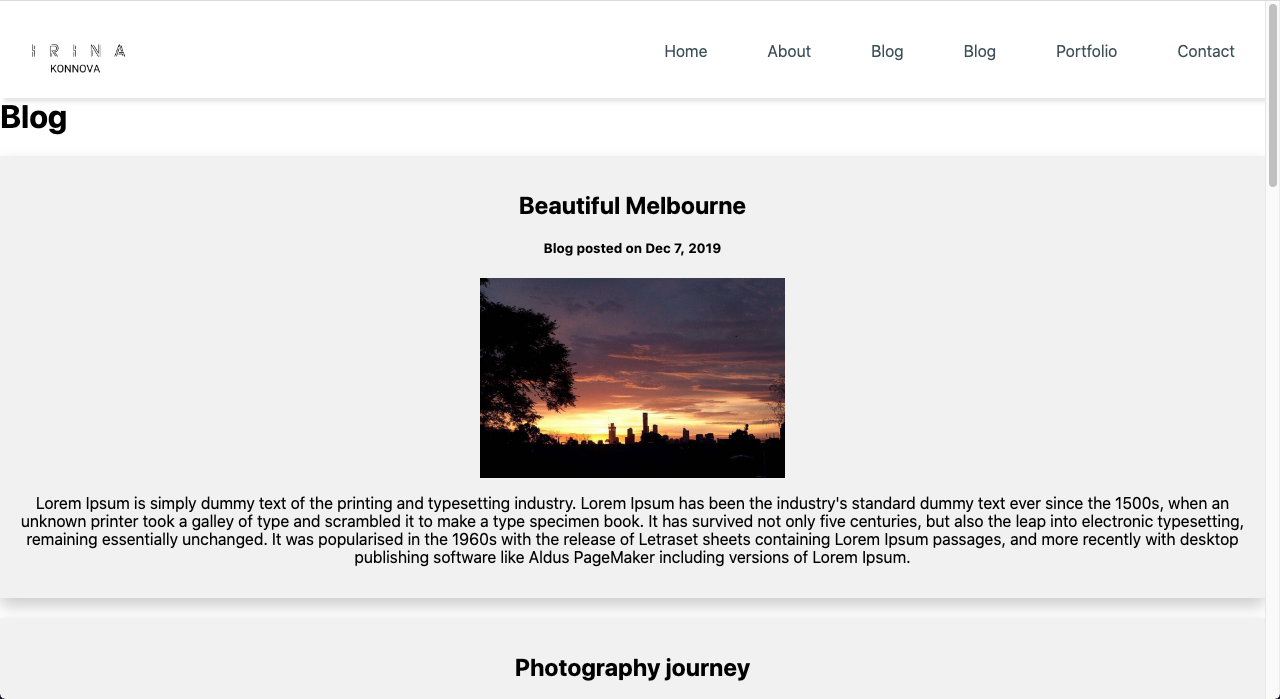 IRINA
KONNOVA
Home About Blog Blog Portfolio Contact
Blog
Beautiful Melbourne
Blog posted on Dec 7, 2019
Lorem Ipsum is simply dummy text of the printing and typesetting industry. Lorem Ipsum has been the industry's standard dummy text ever since the 1500s, when an
unknown printer took a galley of type and scrambled it to make a type specimen book. It has survived not only five centuries, but also the leap into electronic typesetting,
remaining essentially unchanged. It was popularised in the 1960s with the release of Letraset sheets containing Lorem Ipsum passages, and more recently with desktop
publishing software like Aldus PageMaker including versions of Lorem Ipsum.
Photography journey